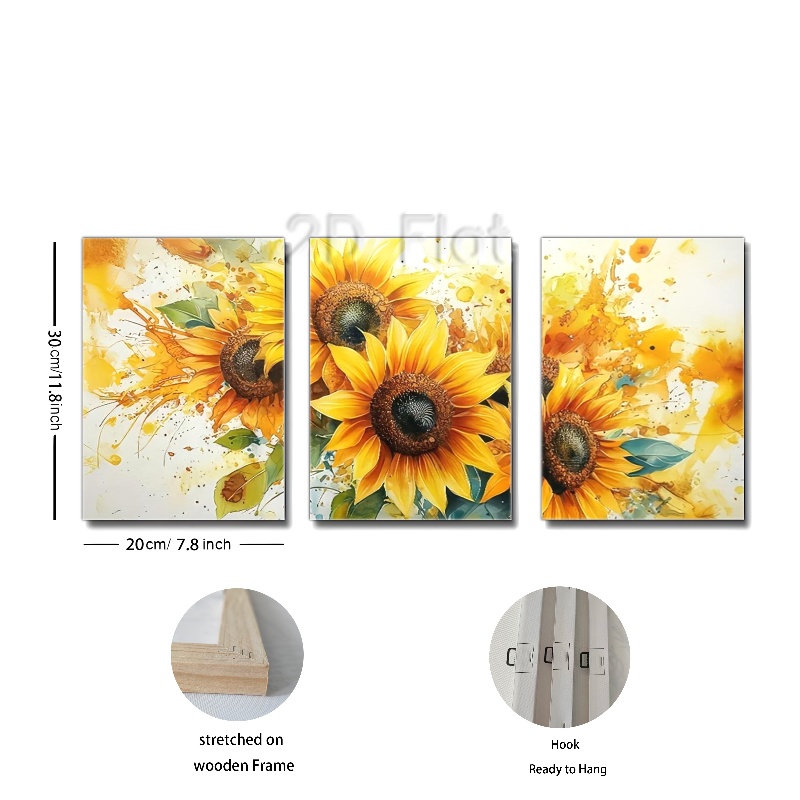 2D Flat
30cm/11.8inch
20cm/ 7.8 inch
stretched on
wooden Frame
Hook
Ready to Hang